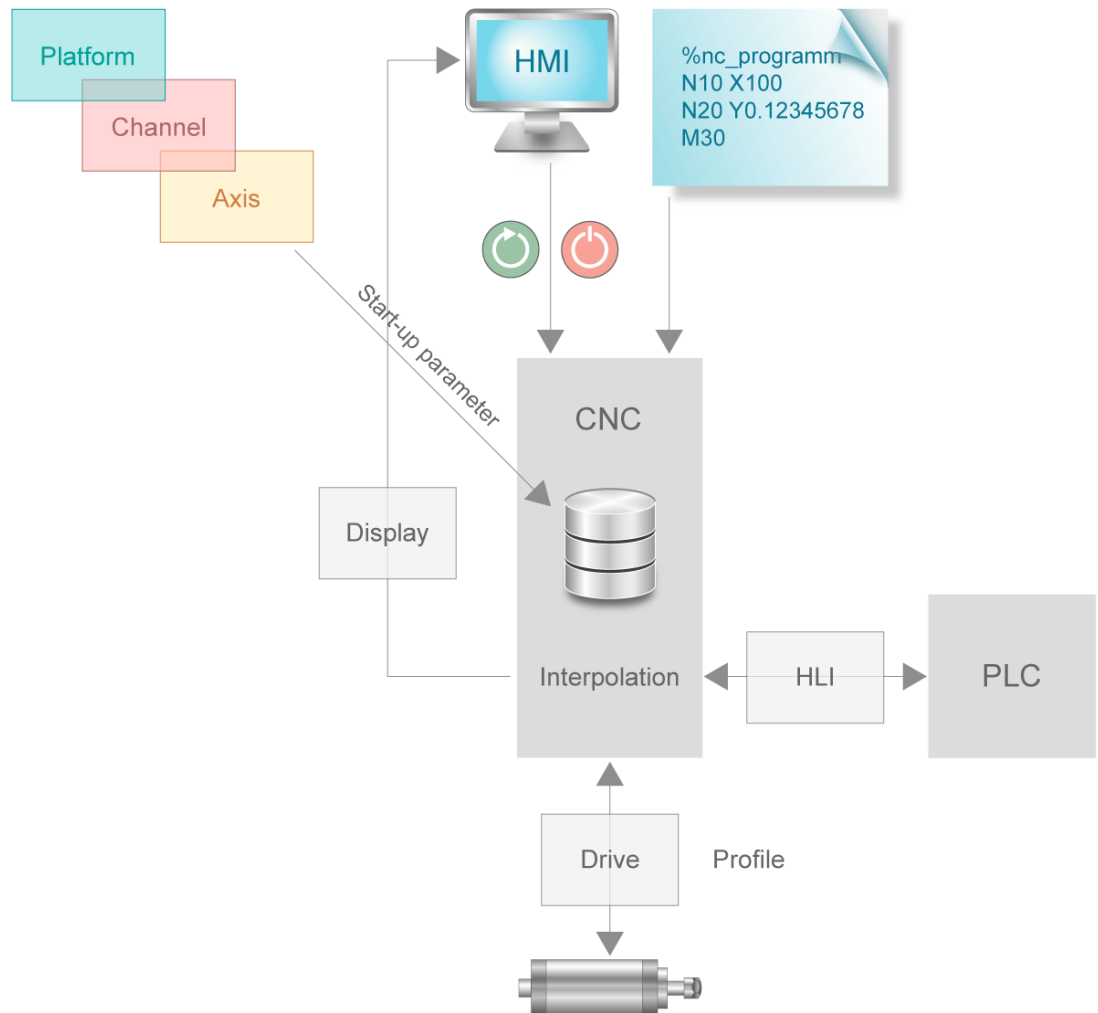 Platform
Channel
Axis
HMI
%nc_programm
N10 X100
N20 Y0.12345678
M30
Start-up parameter
CNC
Display
Interpolation
HLI
PLC
Drive
Profile